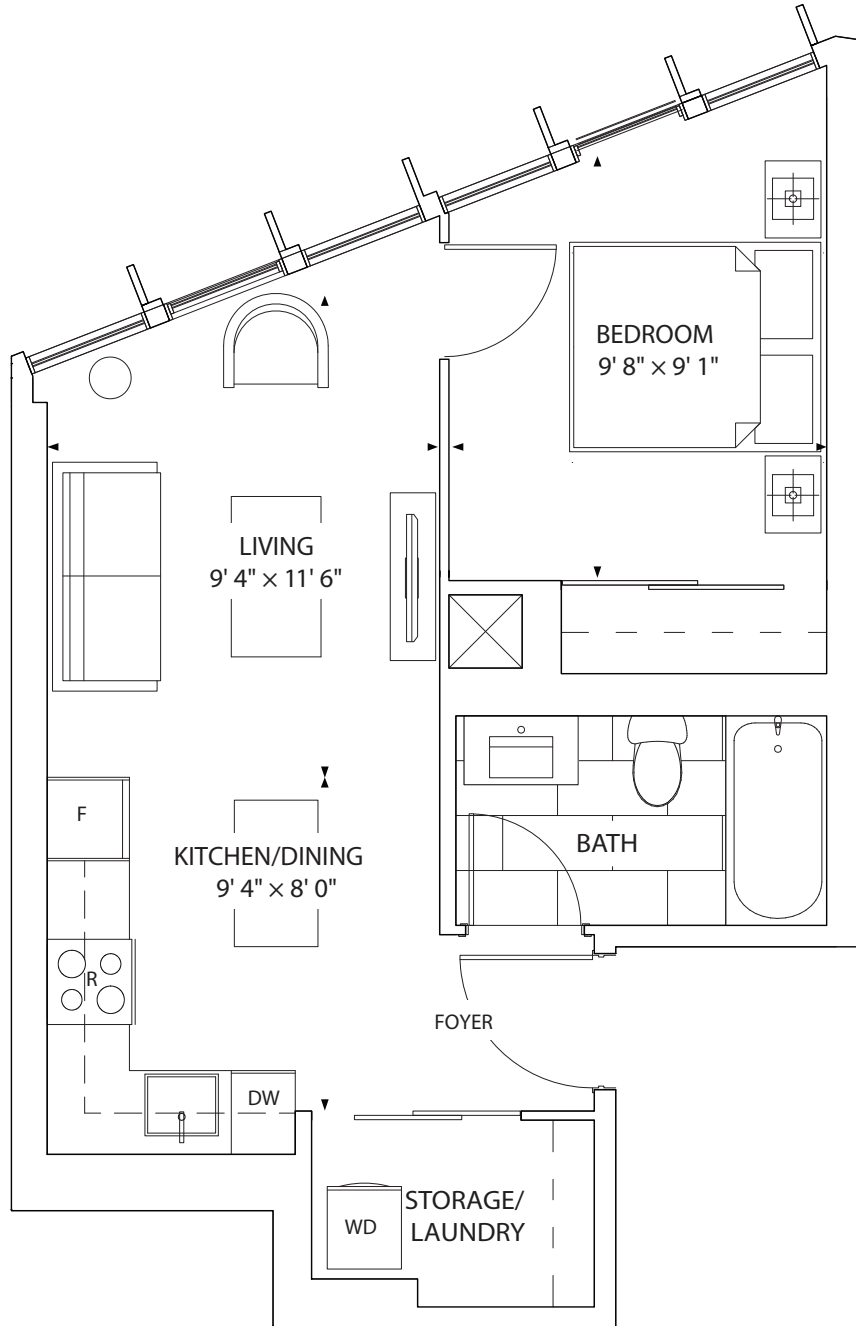 BEDROOM
9' 8" × 9' 1"
LIVING
9' 4" × 11' 6"
F
KITCHEN/DINING
9' 4" × 8' 0"
BATH
R
FOYER
DW
STORAGE/
LAUNDRY
WD